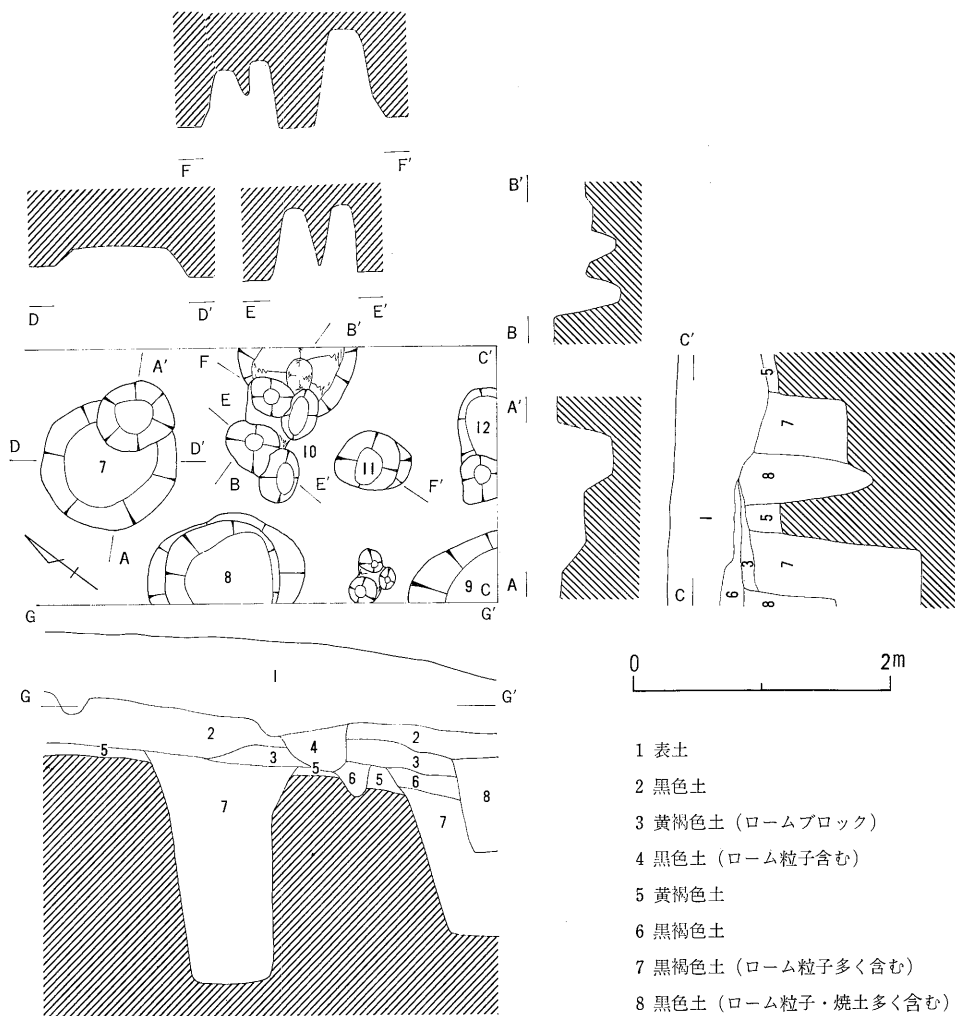 F F'
D D' E E'
B'
B
A' F B' C'
E
D 7 D' 10 11 12
B E' F'
A
8 9 C
G G'
A'
A
C'
5
7
8
1 5
3 7
C 6 8
G 1 G'
2 4 2
5 3 5 3
6 5 6
7 7 8
0 2m
1 表土
2 黒色土
3 黄褐色土(ロームブロック)
4 黒色土(ローム粒子含む)
5 黄褐色土
6 黒褐色土
7 黒褐色土(ローム粒子多く含む)
8 黒色土(ローム粒子・焼土多く含む)